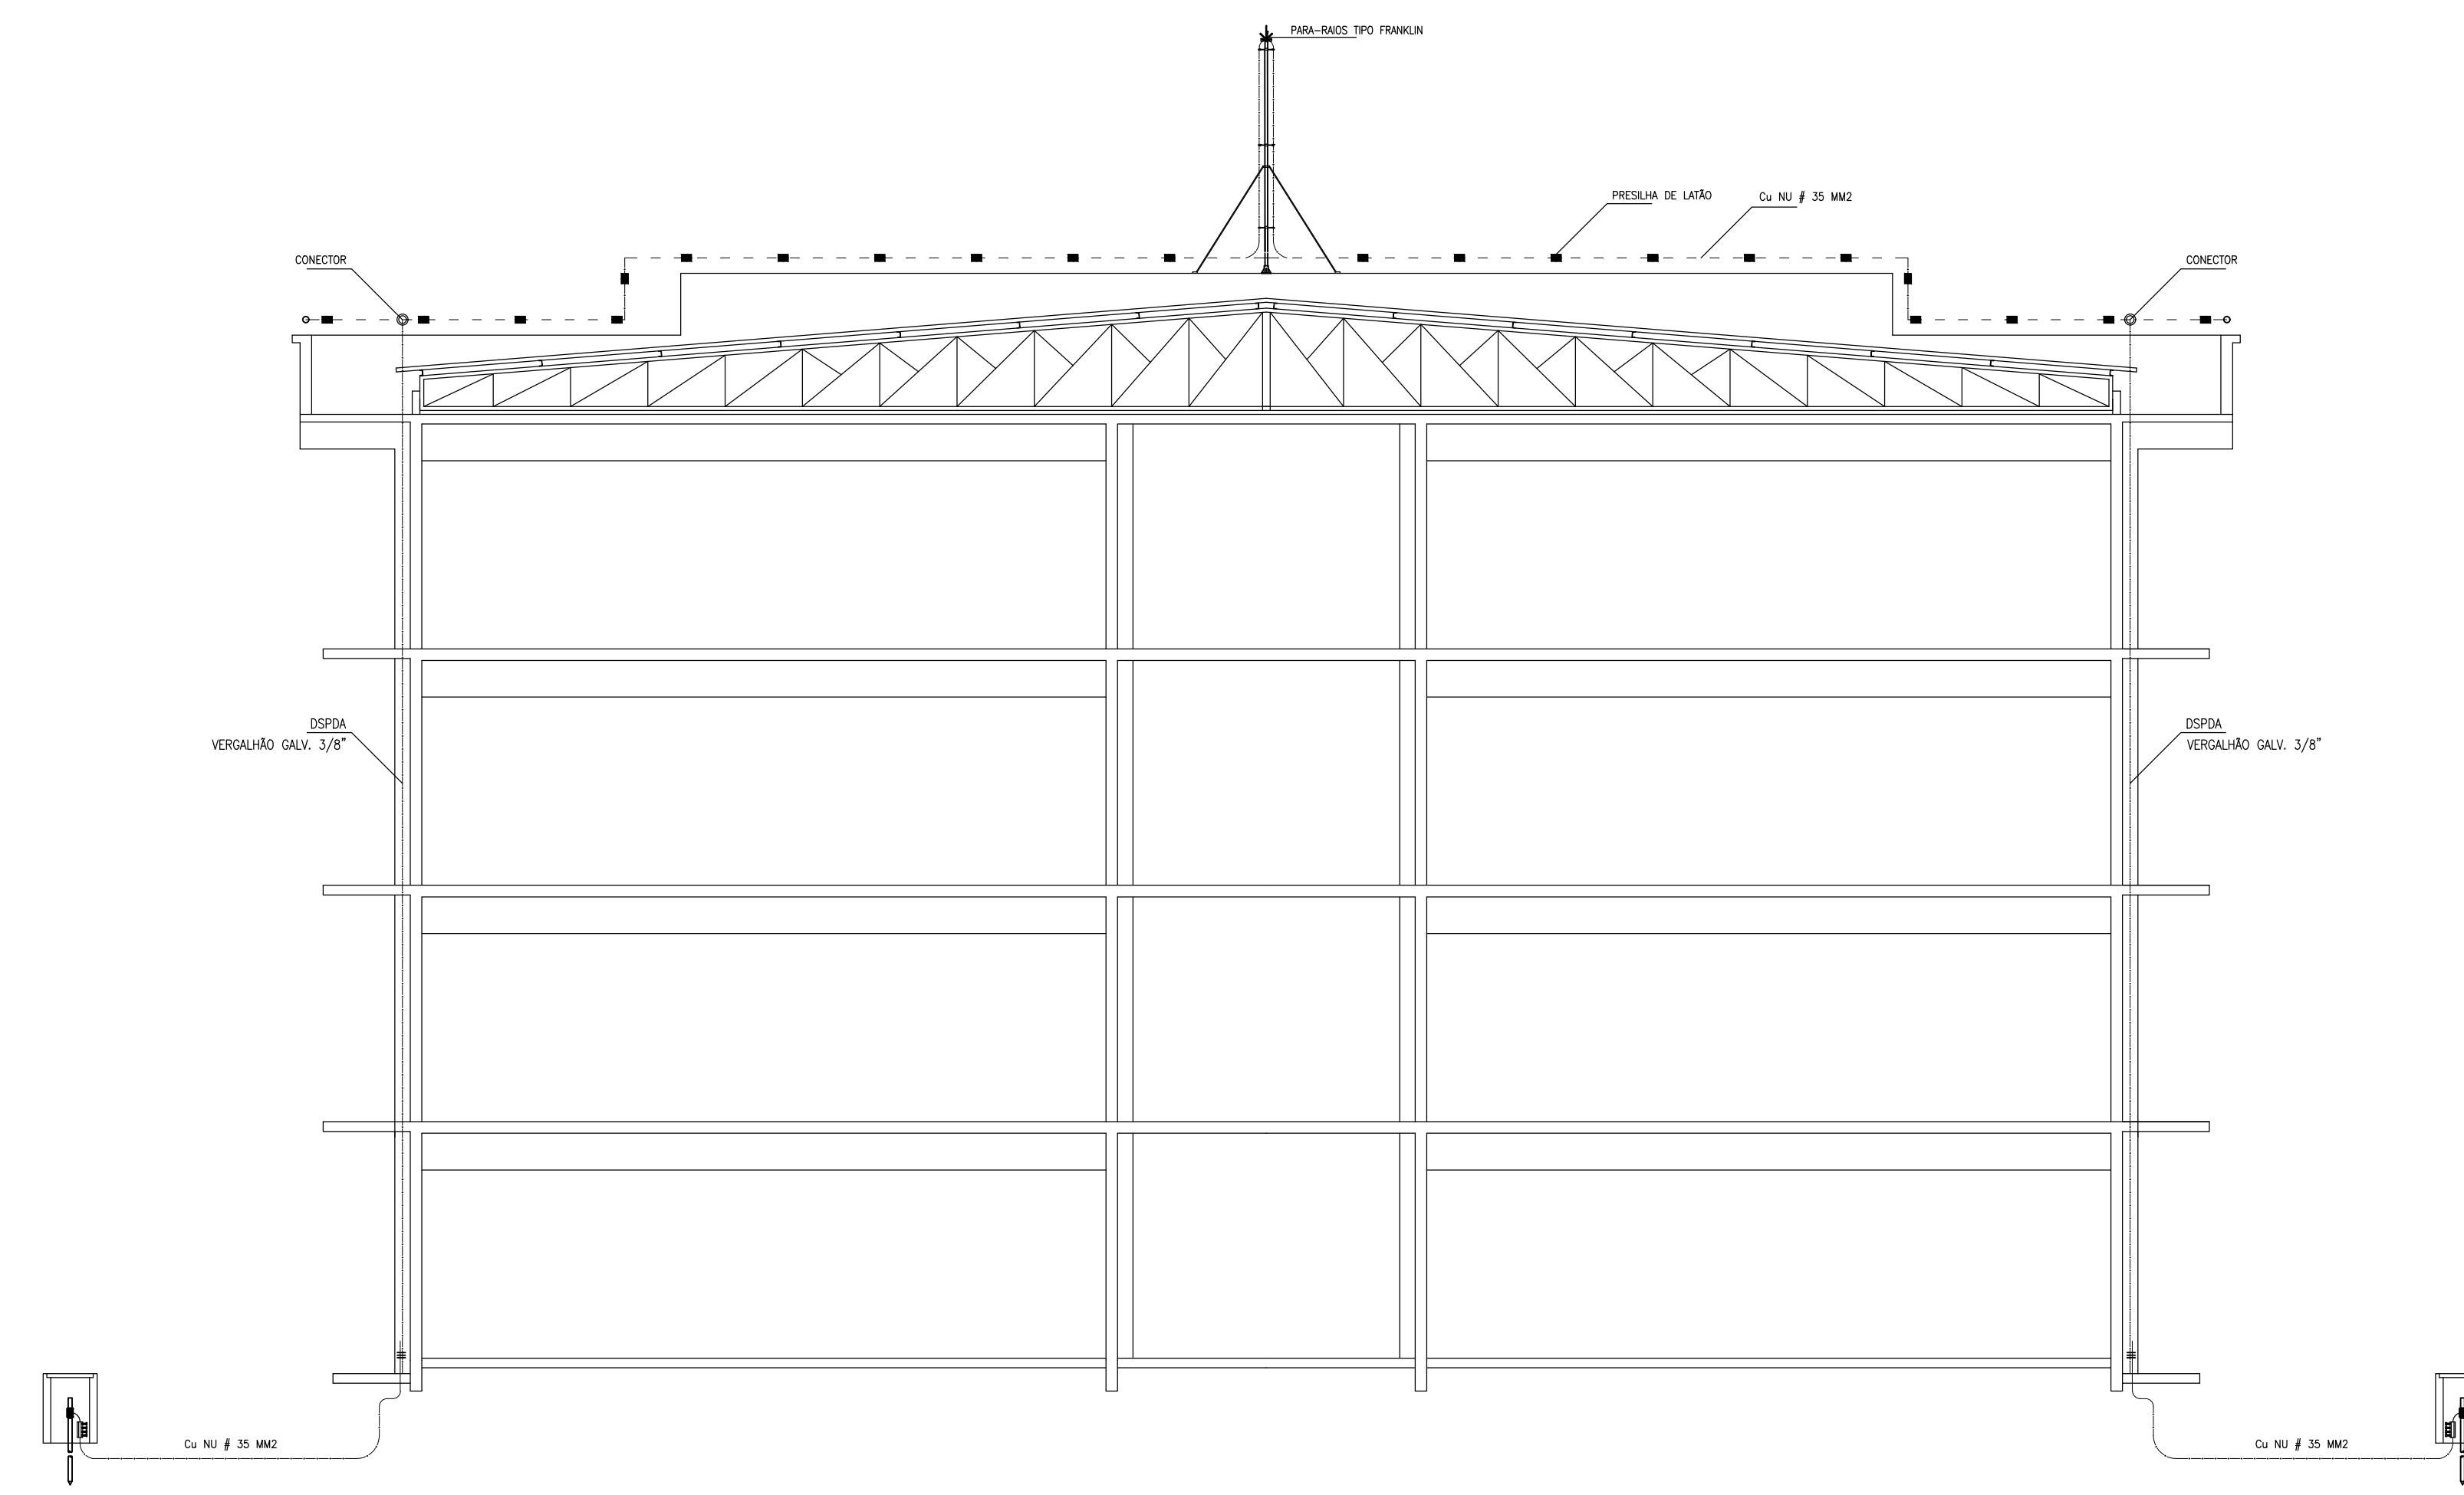 PARA-RAIOS TIPO FRANKLIN
PRESILHA DE LATÃO
Cu NU # 35 MM2
CONECTOR
CONECTOR
DSPDA
VERGALHÃO GALV. 3/8"
DSPDA
VERGALHÃO GALV. 3/8"
Cu NU # 35 MM2
Cu NU # 35 MM2